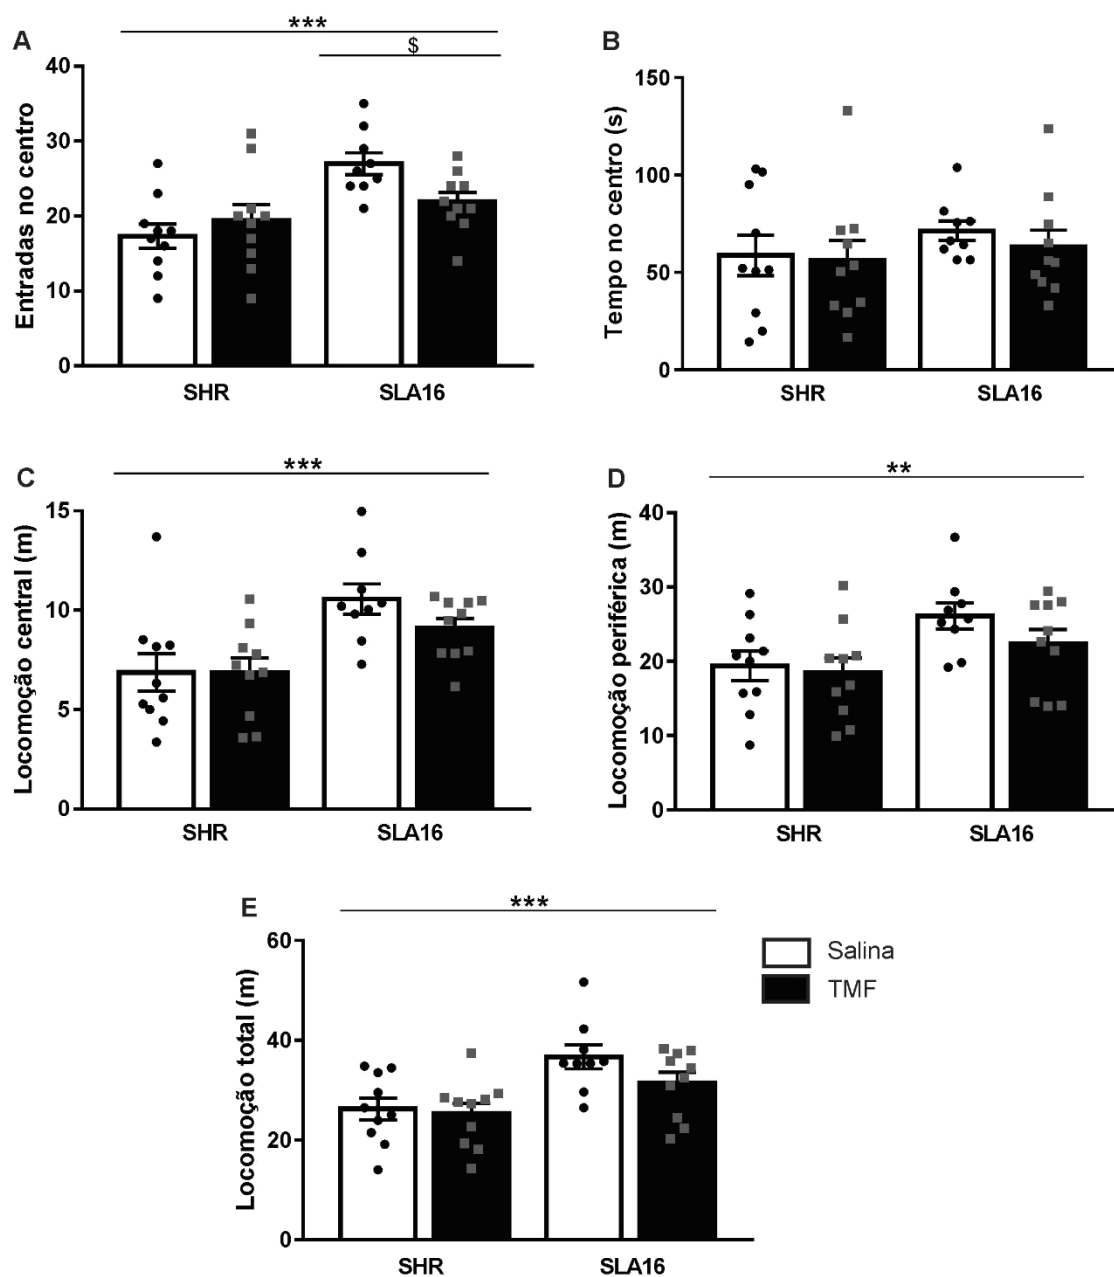 A
***
$
Entradas no centro
40
30
20
10
0
SHR
SLA16
B
Tempo no centro (s)
150
100
50
0
SHR
SLA16
C
***
Locomoção central (m)
15
10
5
0
SHR
SLA16
D
**
Locomoção periférica (m)
40
30
20
10
0
SHR
SLA16
E
***
Locomoção total (m)
60
40
20
0
SHR
SLA16
Salina
TMF